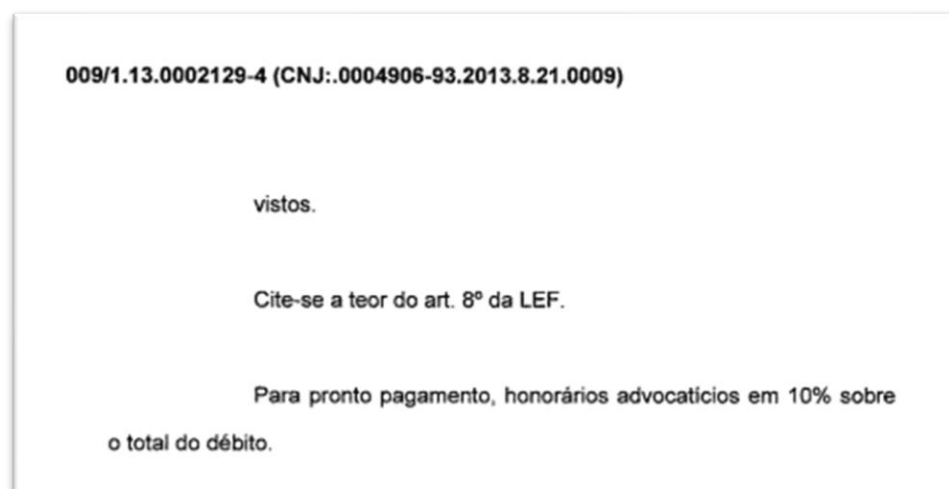 009/1.13.0002129-4 (CNJ:.0004906-93.2013.8.21.0009)
vistos.
Cite-se a teor do art. 8º da LEF.
Para pronto pagamento, honorários advocatícios em 10% sobre
o total do débito.